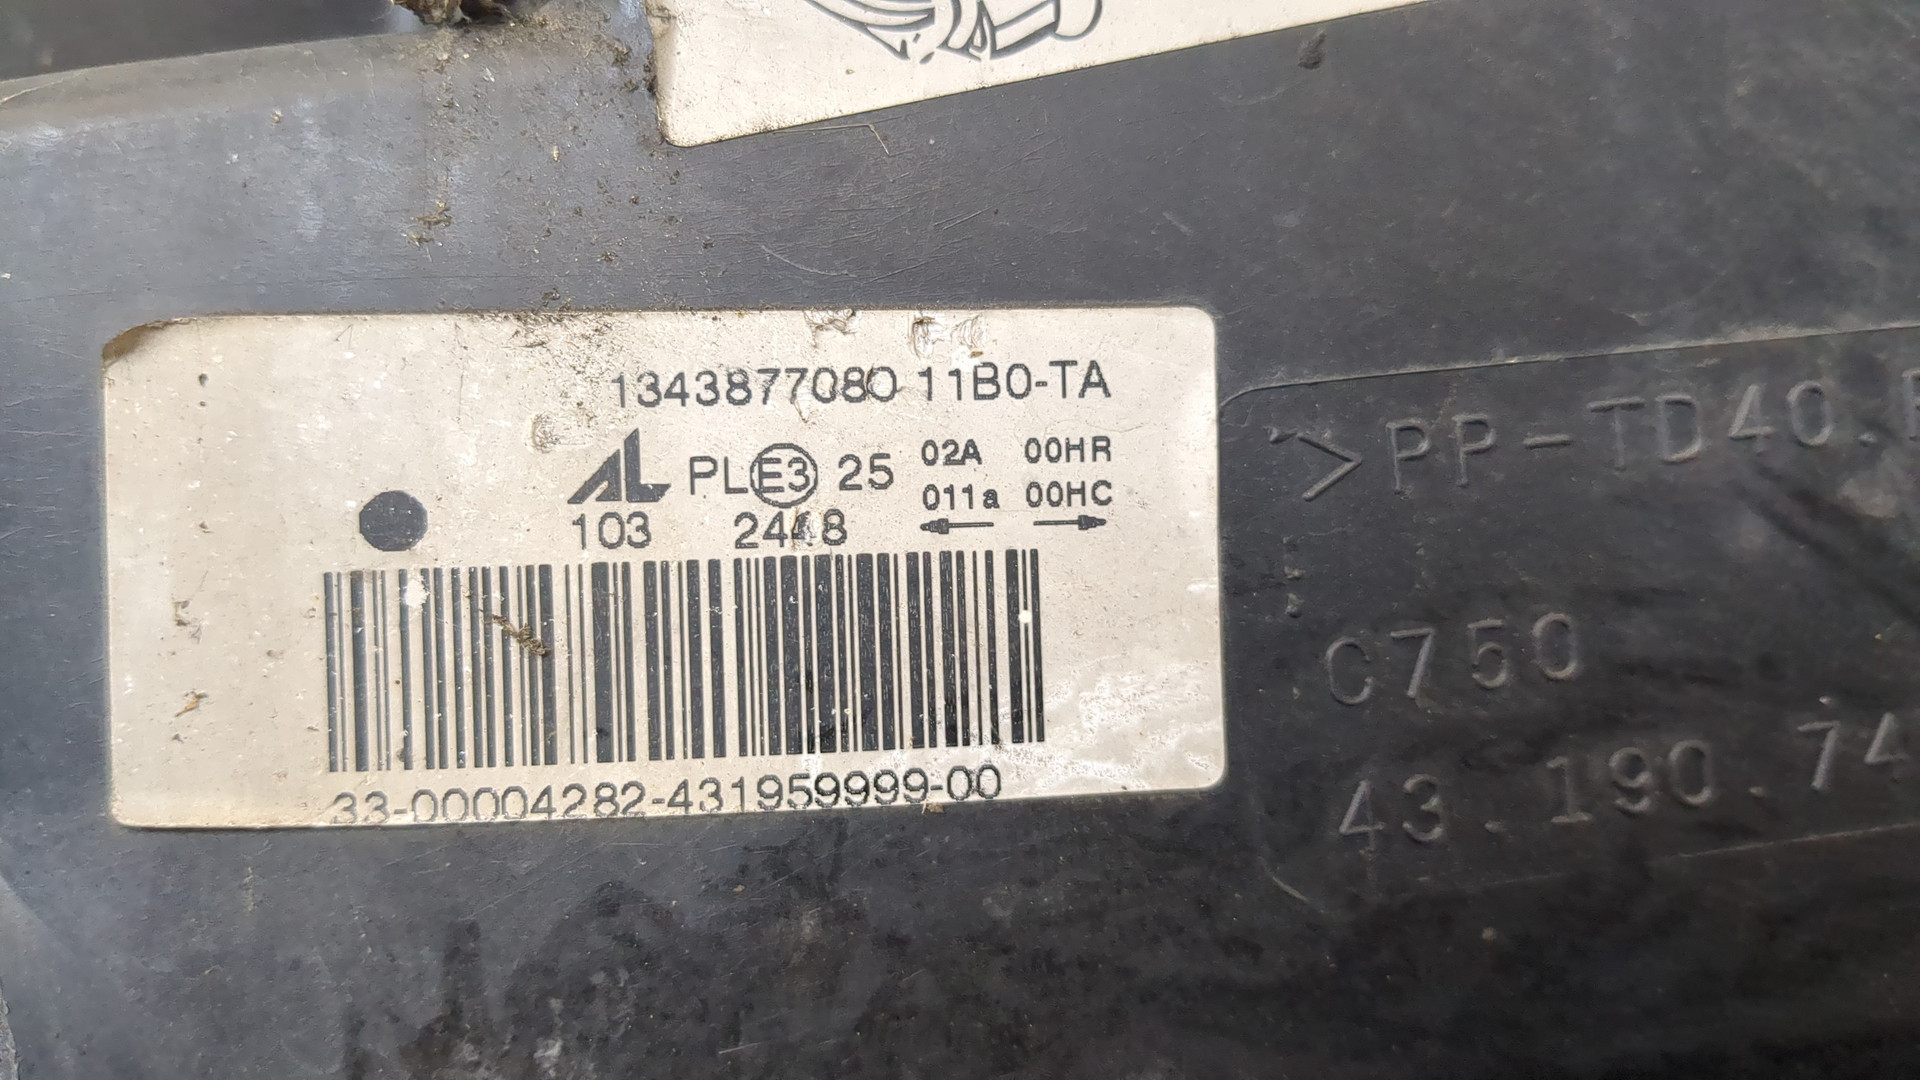 1343877080 11B0-TA
AL PL E3 25 02A 00HR
011a 00HC
103 2448
33-00004282-431959999-00
>PP-TD40.
C750
43.190.74